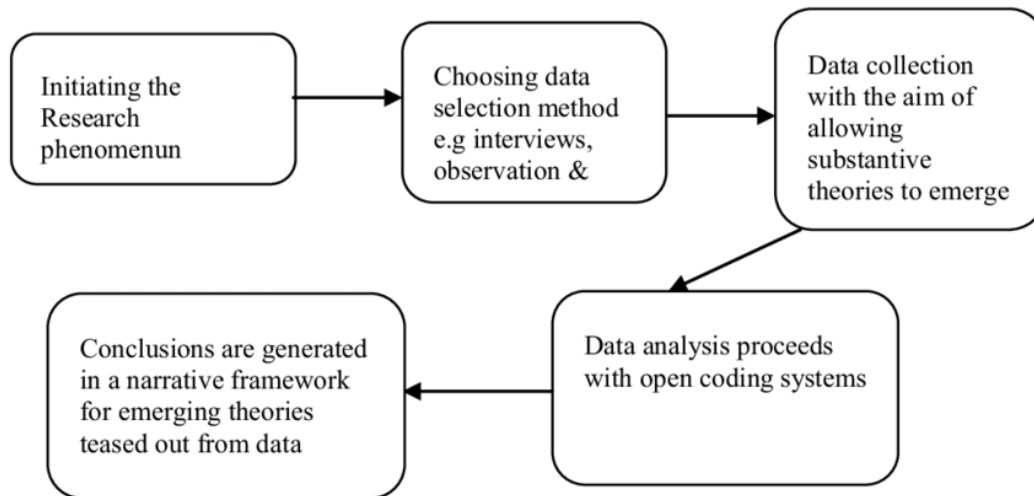 Initiating the
Research
phenomenun
Choosing data
selection method
e.g interviews,
observation &
Data collection
with the aim of
allowing
substantive
theories to emerge
Data analysis proceeds
with open coding systems
Conclusions are generated
in a narrative framework
for emerging theories
teased out from data